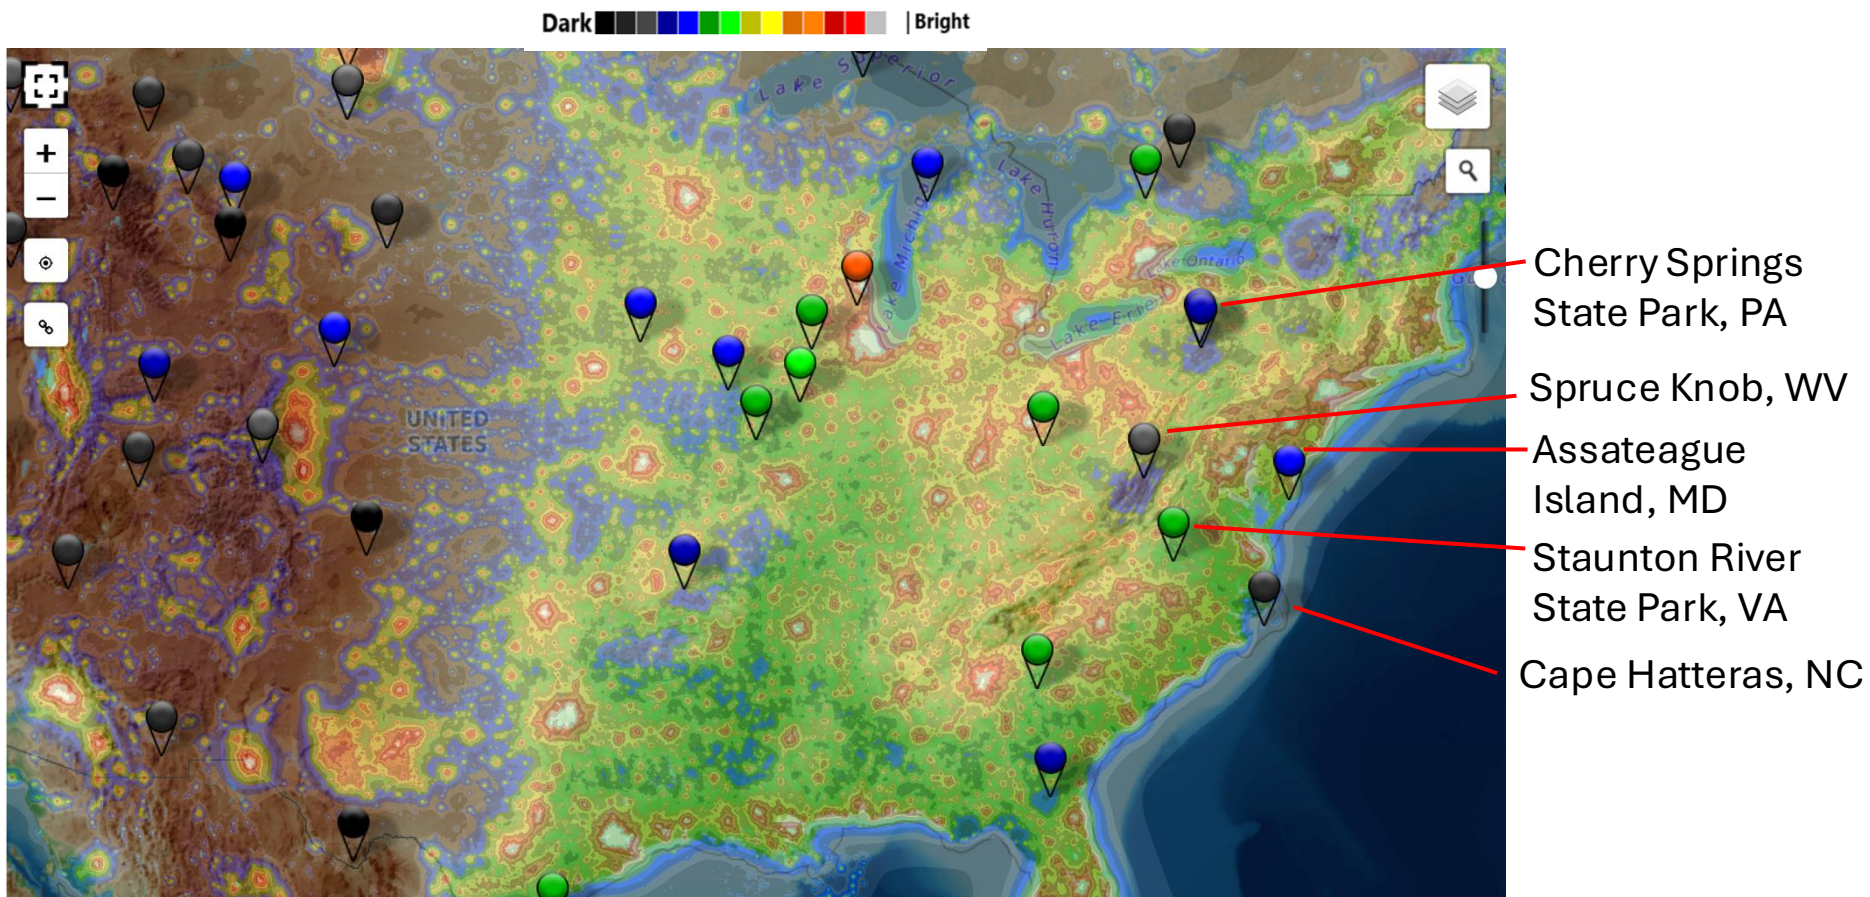 Dark | Bright
Lake Superior
+
−
Lake Michigan
Lake Huron
Lake Ontario
Lake Erie
UNITED
STATES
Cherry Springs
State Park, PA
Spruce Knob, WV
Assateague
Island, MD
Staunton River
State Park, VA
Cape Hatteras, NC